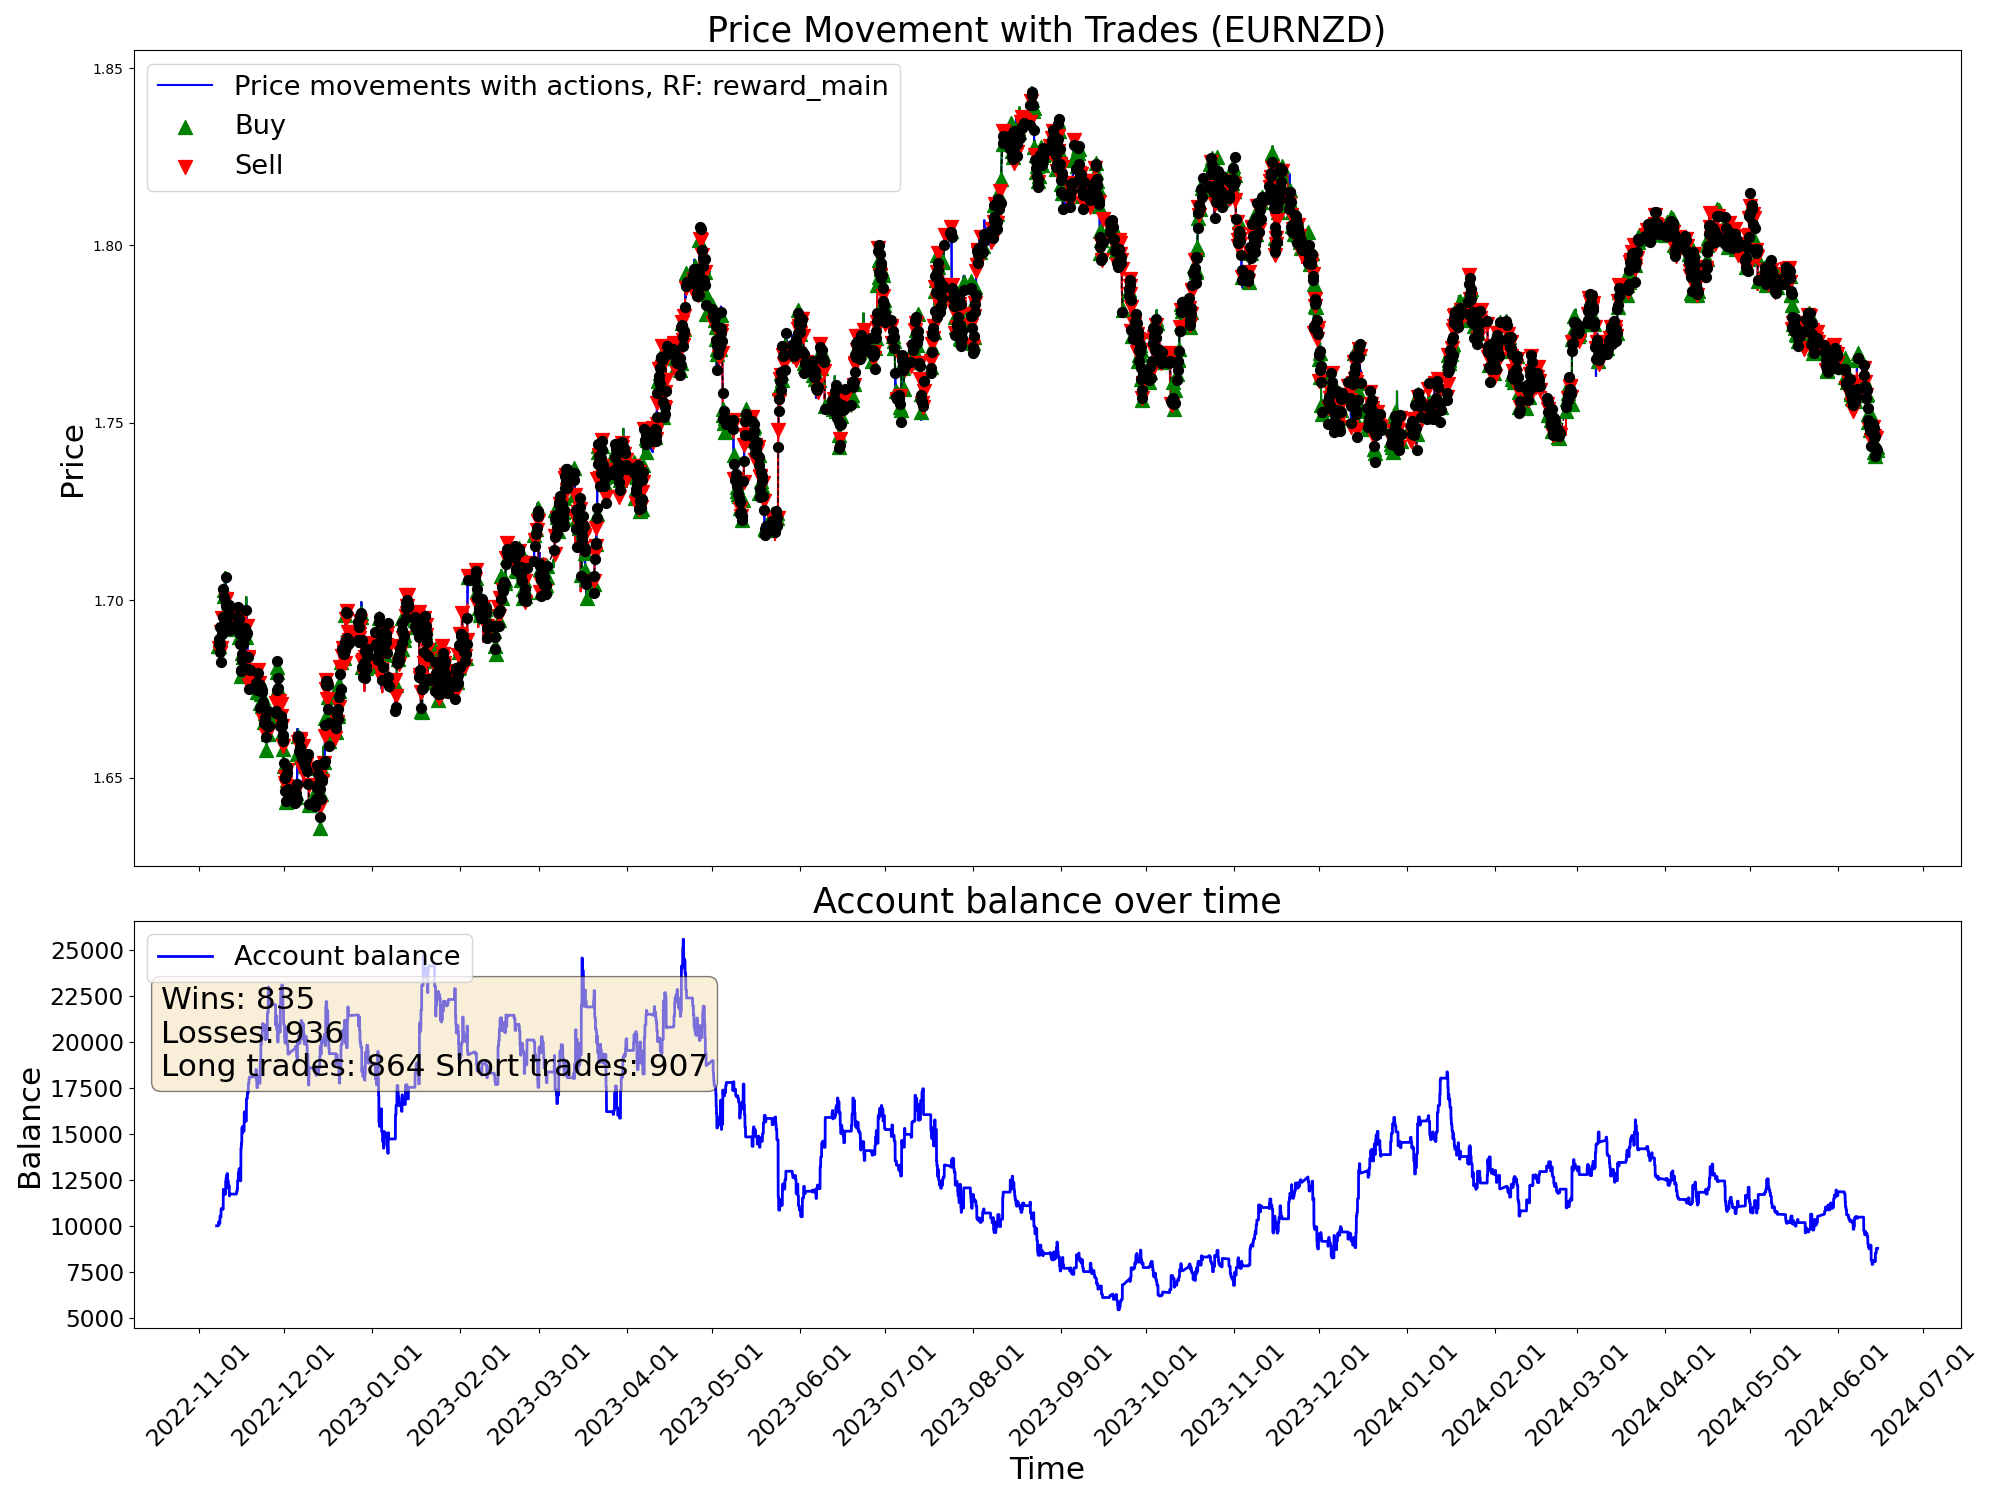 Price Movement with Trades (EURNZD)
Price movements with actions, RF: reward_main
Buy
Sell
Price
1.85
1.80
1.75
1.70
1.65
Account balance over time
Account balance
Wins: 835
Losses: 936
Long trades: 864 Short trades: 907
Balance
25000
22500
20000
17500
15000
12500
10000
7500
5000
2022-11-01
2022-12-01
2023-01-01
2023-02-01
2023-03-01
2023-04-01
2023-05-01
2023-06-01
2023-07-01
2023-08-01
2023-09-01
2023-10-01
2023-11-01
2023-12-01
2024-01-01
2024-02-01
2024-03-01
2024-04-01
2024-05-01
2024-06-01
2024-07-01
Time